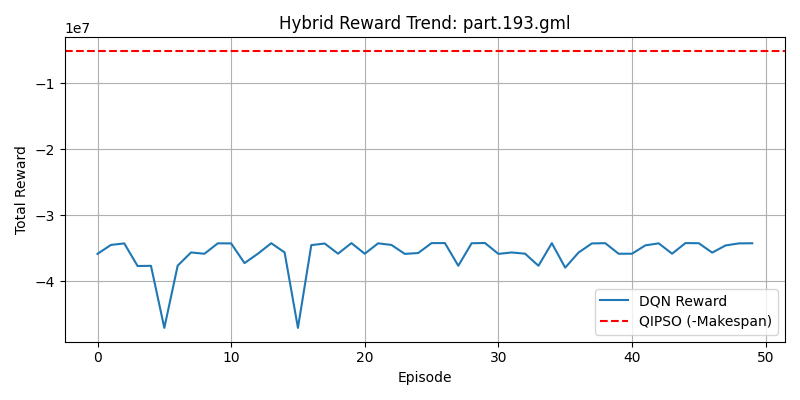 Hybrid Reward Trend: part.193.gml
1e7
−1
−2
−3
−4
Total Reward
0 10 20 30 40 50
Episode
DQN Reward
QIPSO (-Makespan)